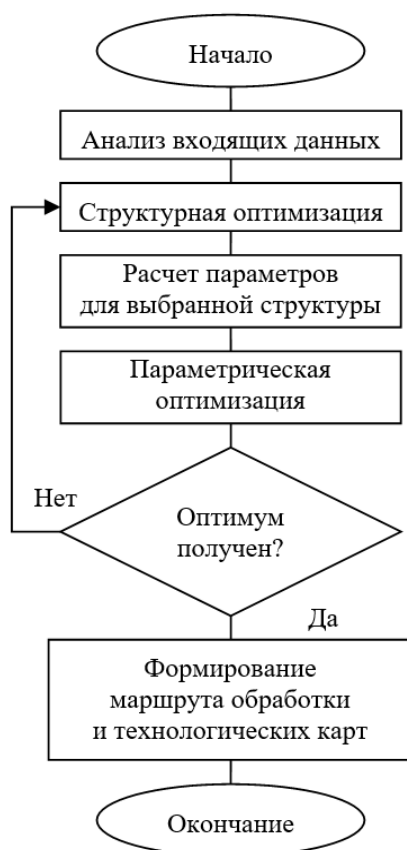 Начало
Анализ входящих данных
Структурная оптимизация
Расчет параметров
для выбранной структуры
Параметрическая
оптимизация
Нет
Оптимум
получен?
Да
Формирование
маршрута обработки
и технологических карт
Окончание